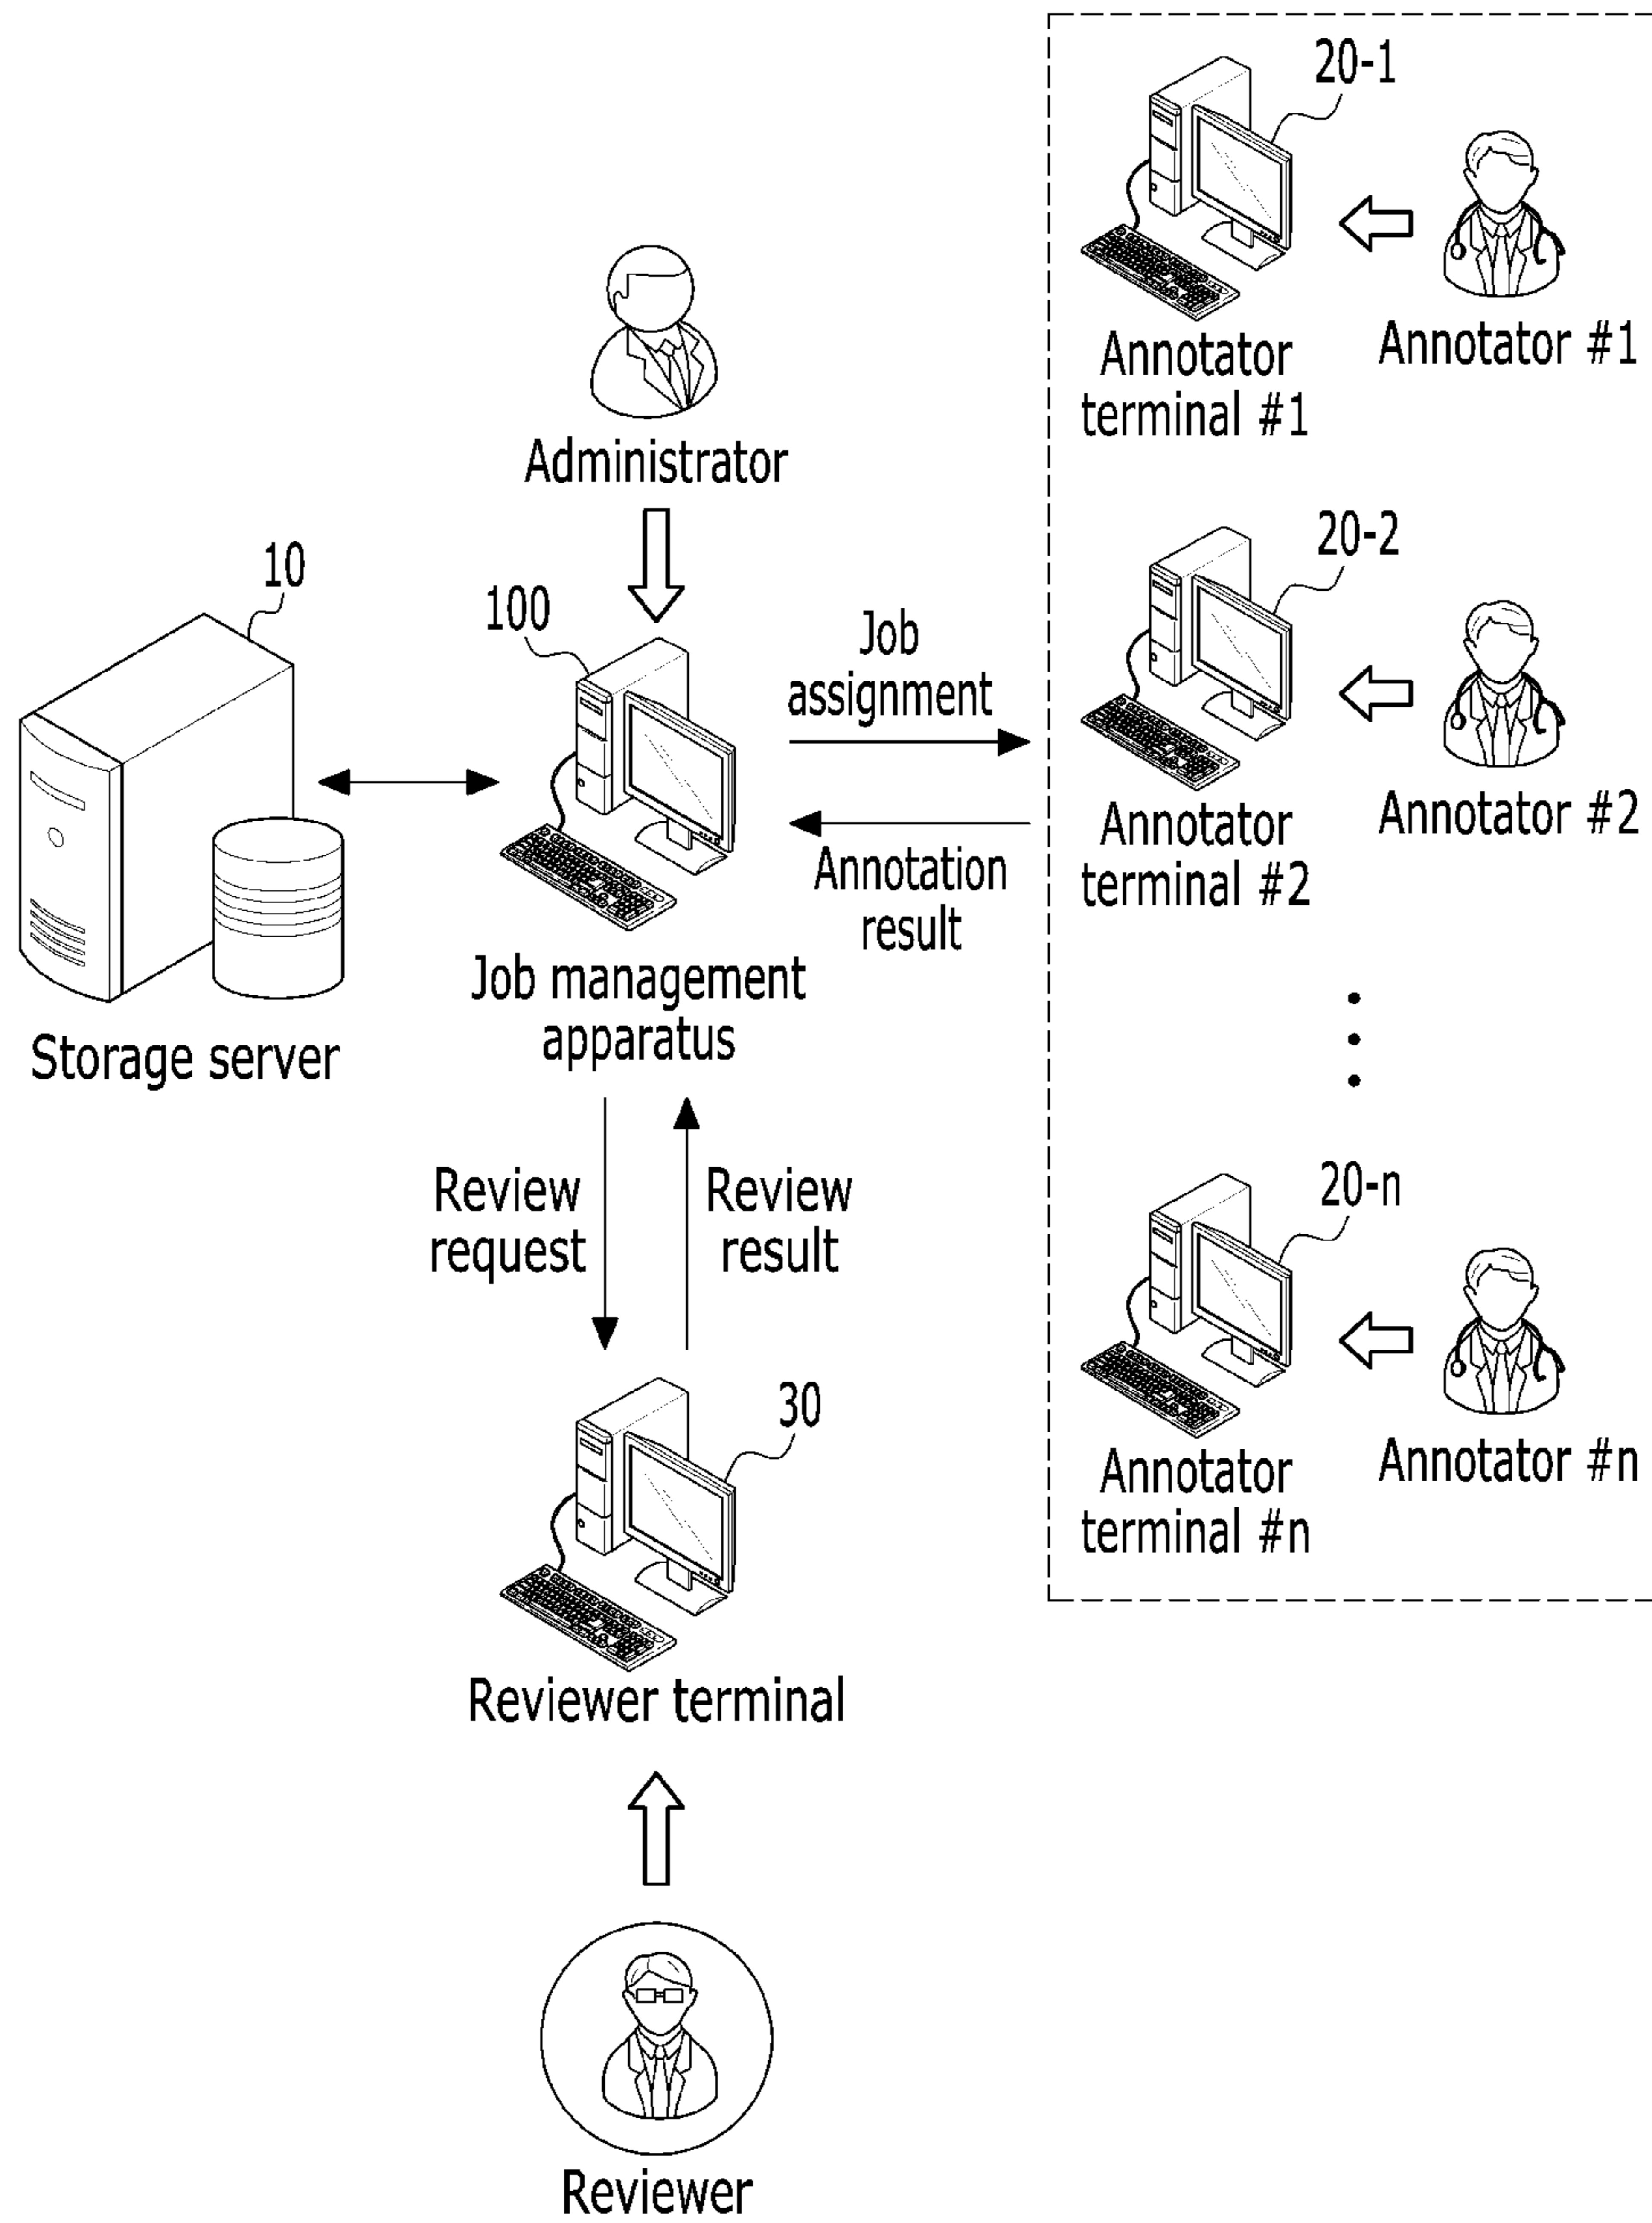 20-1
Annotator
terminal #1
Annotator #1
Administrator
10
100
Job
assignment
20-2
Annotation
result
Annotator
terminal #2
Annotator #2
Storage server
Job management
apparatus
Review
request
Review
result
20-n
Annotator
terminal #n
Annotator #n
30
Reviewer terminal
Reviewer